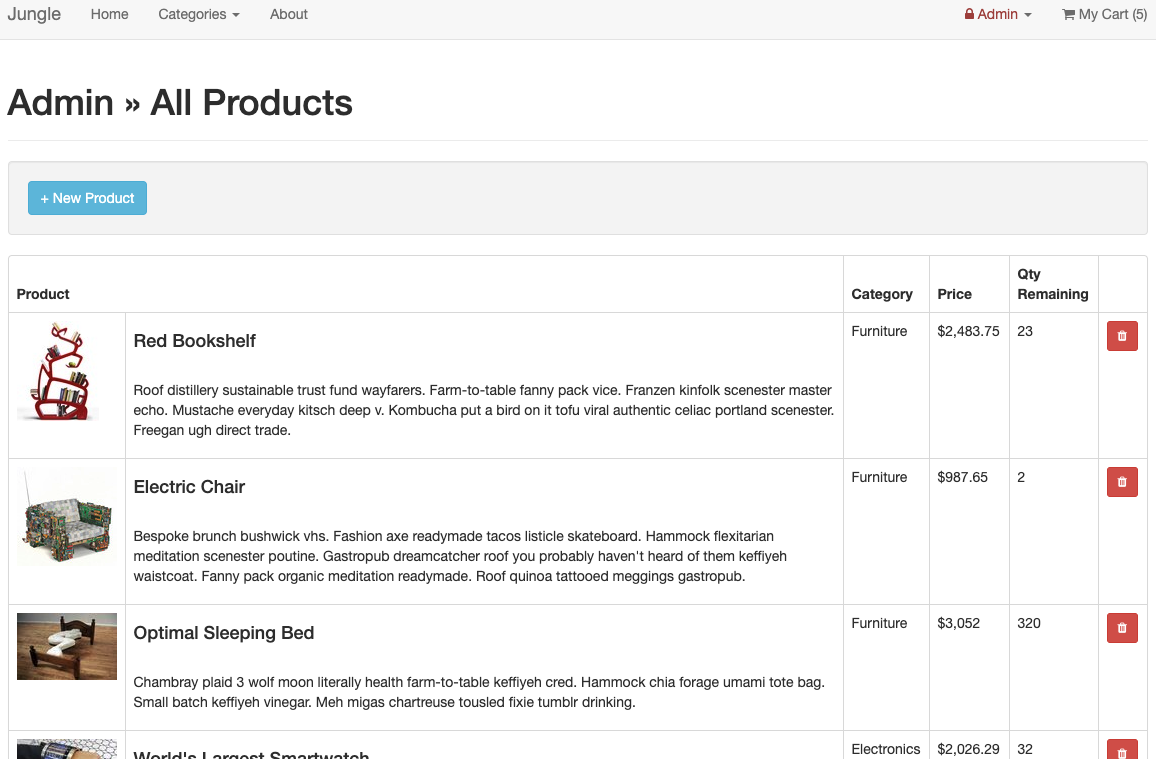 Jungle Home Categories About Admin My Cart (5)
Admin » All Products
+ New Product
Product Category Price Qty Remaining
Red Bookshelf Furniture $2,483.75 23
Roof distillery sustainable trust fund wayfarers. Farm-to-table fanny pack vice. Franzen kinfolk scenester master
echo. Mustache everyday kitsch deep v. Kombucha put a bird on it tofu viral authentic celiac portland scenester.
Freegan ugh direct trade.
Electric Chair Furniture $987.65 2
Bespoke brunch bushwick vhs. Fashion axe readymade tacos listicle skateboard. Hammock flexitarian
meditation scenester poutine. Gastropub dreamcatcher roof you probably haven't heard of them keffiyeh
waistcoat. Fanny pack organic meditation readymade. Roof quinoa tattooed meggings gastropub.
Optimal Sleeping Bed Furniture $3,052 320
Chambray plaid 3 wolf moon literally health farm-to-table keffiyeh cred. Hammock chia forage umami tote bag.
Small batch keffiyeh vinegar. Meh migas chartreuse tousled fixie tumblr drinking.
World's Largest Smartwatch Electronics $2,026.29 32